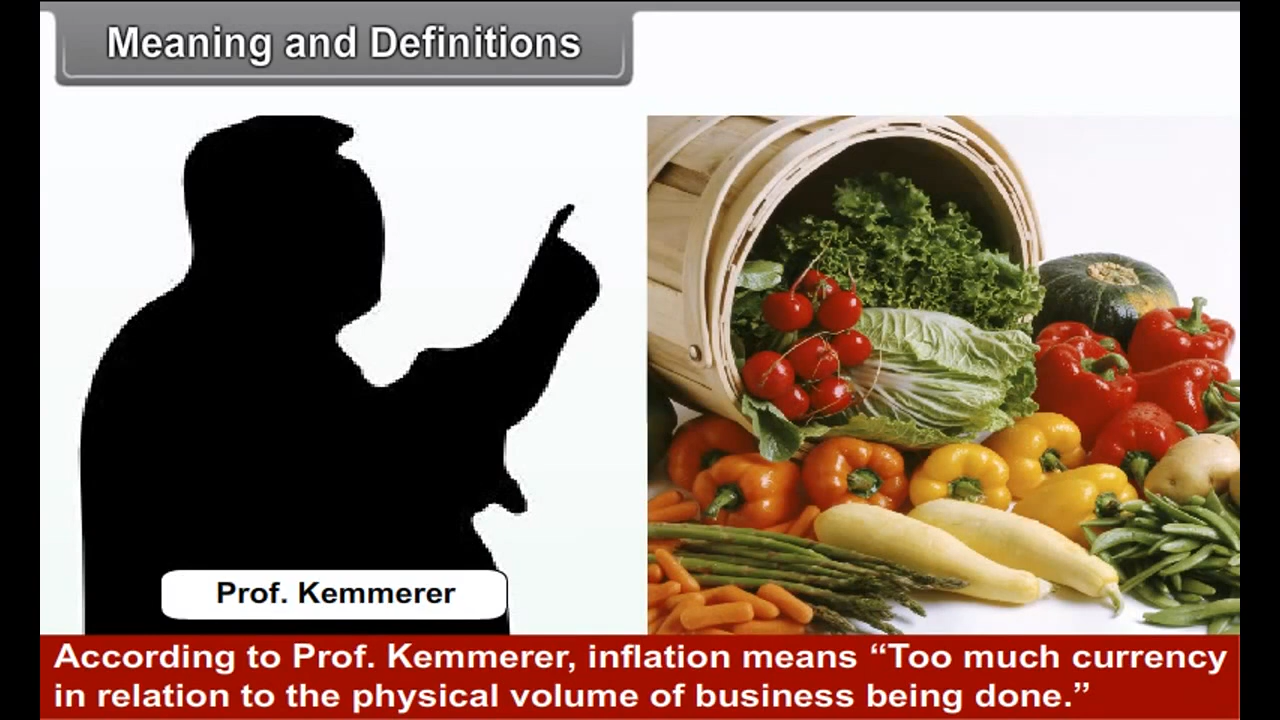 Meaning and Definitions
Prof. Kemmerer
According to Prof. Kemmerer, inflation means “Too much currency
in relation to the physical volume of business being done.”